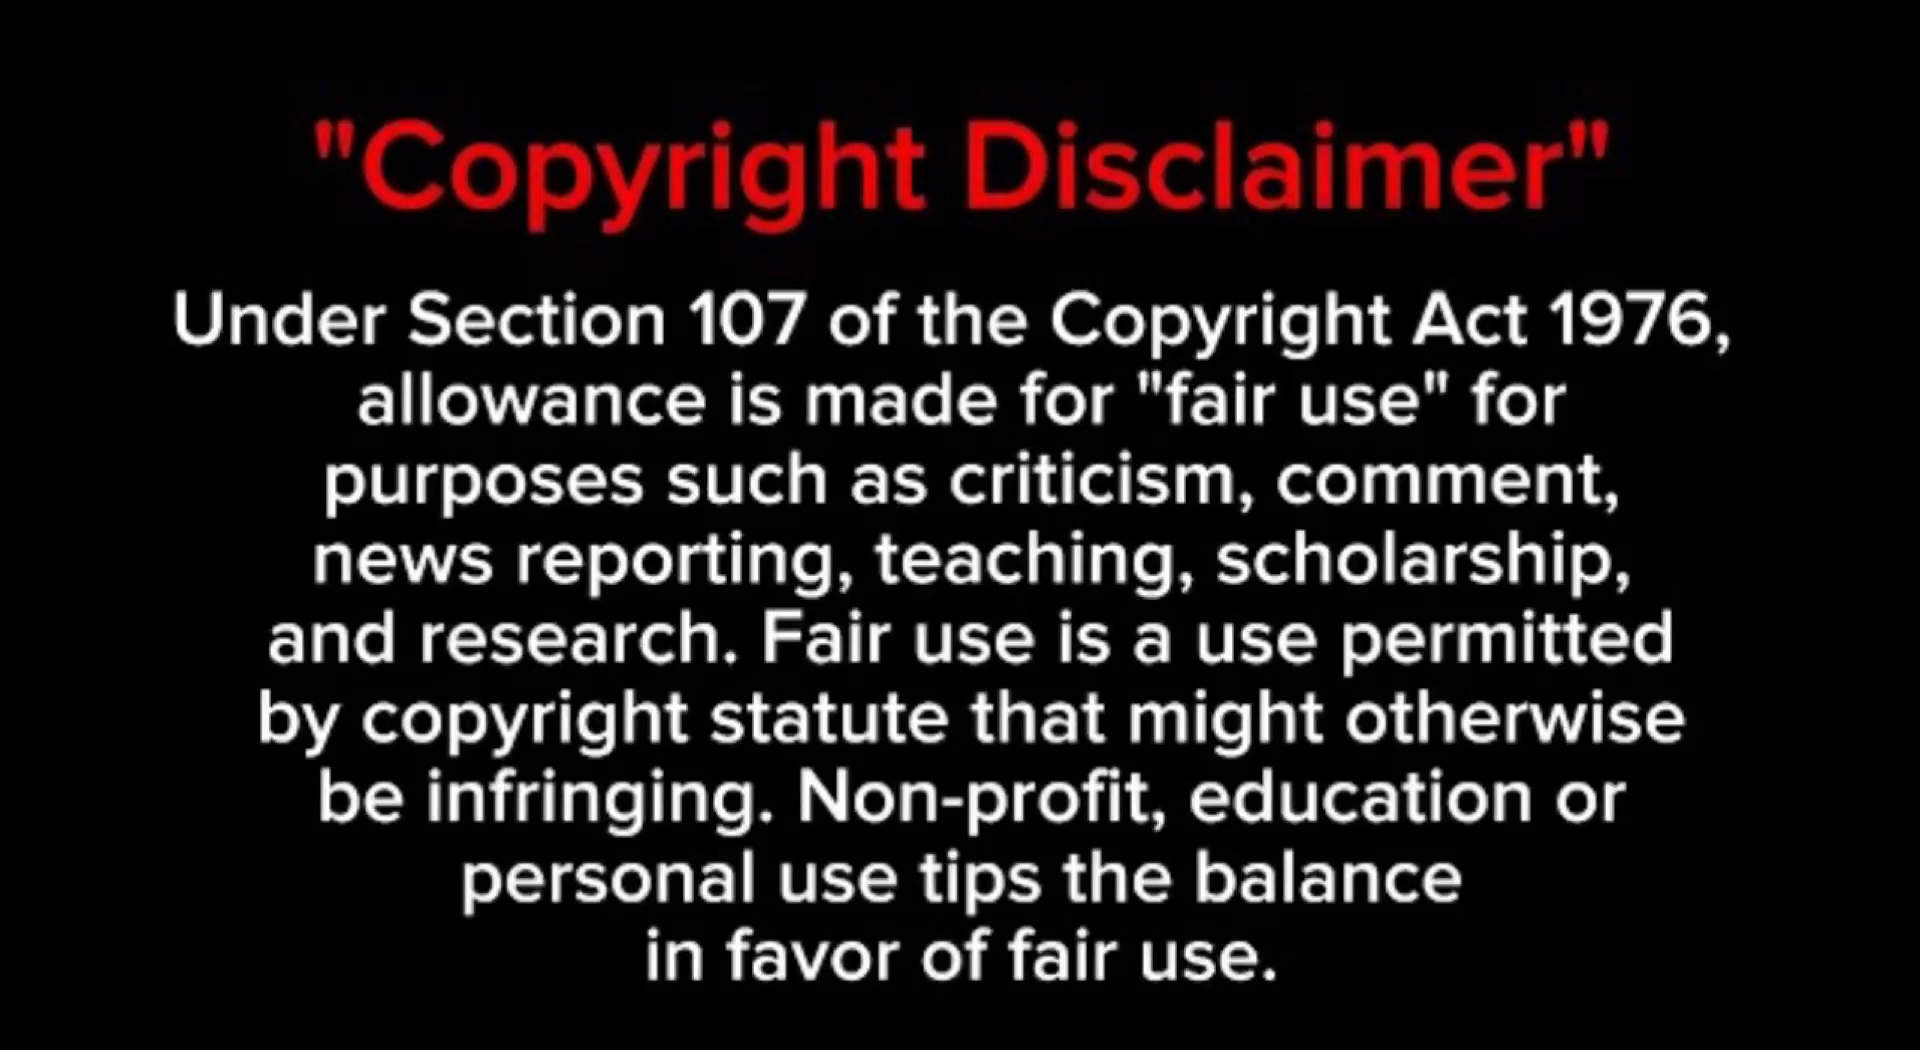 "Copyright Disclaimer"
Under Section 107 of the Copyright Act 1976,
allowance is made for "fair use" for
purposes such as criticism, comment,
news reporting, teaching, scholarship,
and research. Fair use is a use permitted
by copyright statute that might otherwise
be infringing. Non-profit, education or
personal use tips the balance
in favor of fair use.